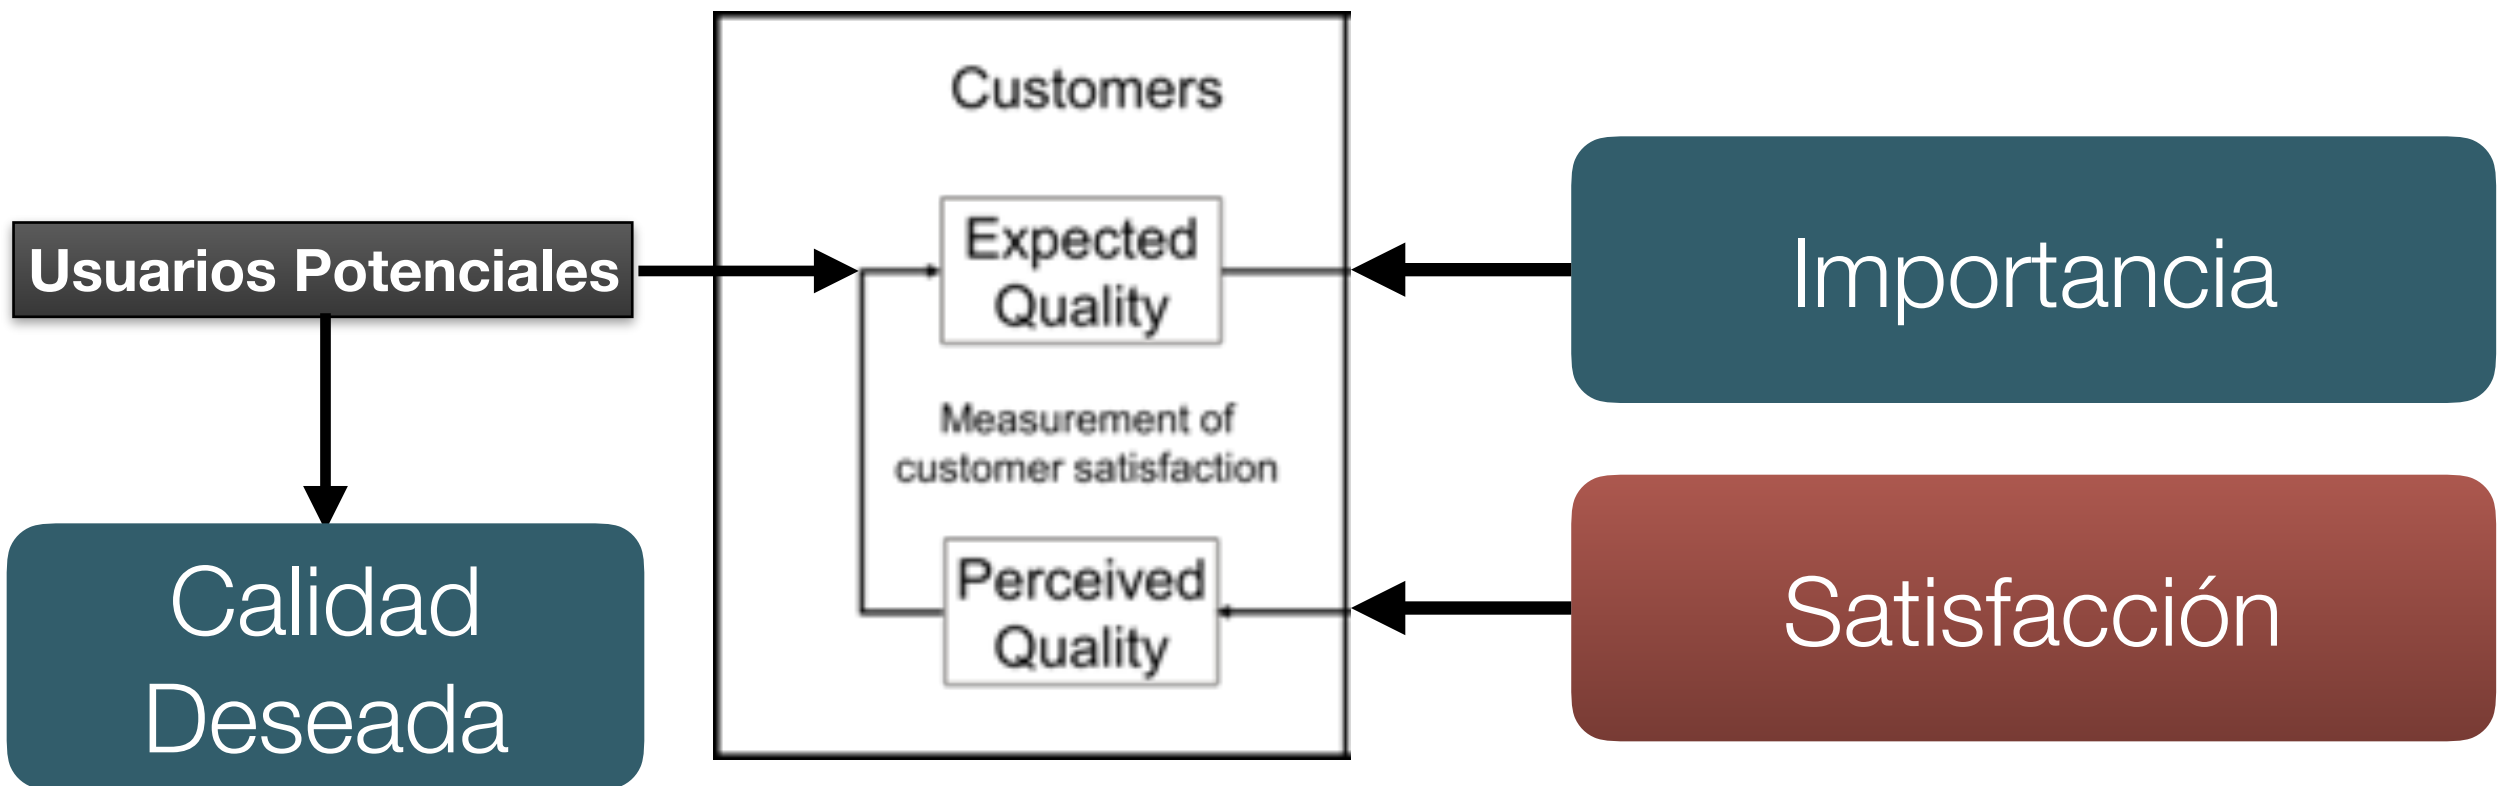 Usuarios Potenciales
Calidad
Deseada
Customers
Expected
Quality
Measurement of
customer satisfaction
Perceived
Quality
Importancia
Satisfacción